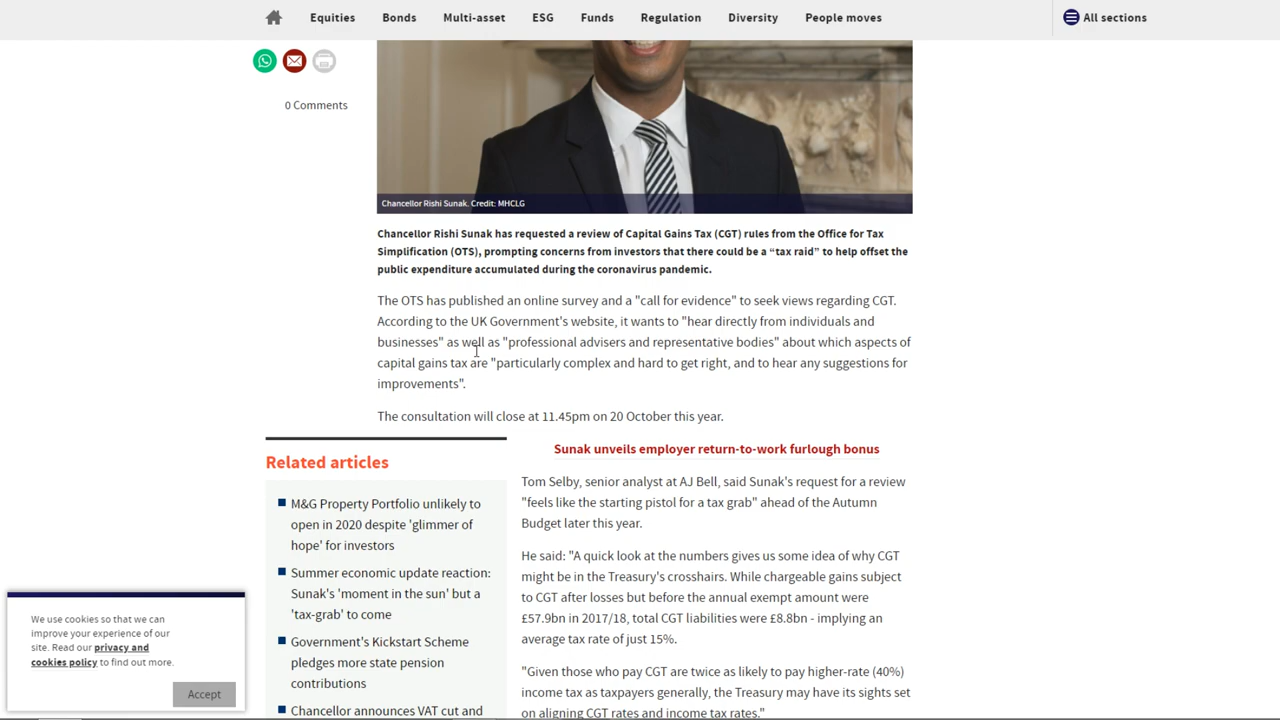 Equities Bonds Multi-asset ESG Funds Regulation Diversity People moves All sections
0 Comments
Chancellor Rishi Sunak. Credit: MHCLG
Chancellor Rishi Sunak has requested a review of Capital Gains Tax (CGT) rules from the Office for Tax
Simplification (OTS), prompting concerns from investors that there could be a “tax raid” to help offset the
public expenditure accumulated during the coronavirus pandemic.
The OTS has published an online survey and a "call for evidence" to seek views regarding CGT.
According to the UK Government's website, it wants to "hear directly from individuals and
businesses" as well as "professional advisers and representative bodies" about which aspects of
capital gains tax are "particularly complex and hard to get right, and to hear any suggestions for
improvements".
The consultation will close at 11.45pm on 20 October this year.
Related articles
M&G Property Portfolio unlikely to
open in 2020 despite 'glimmer of
hope' for investors
Summer economic update reaction:
Sunak's 'moment in the sun' but a
'tax-grab' to come
Government's Kickstart Scheme
pledges more state pension
contributions
Chancellor announces VAT cut and
Sunak unveils employer return-to-work furlough bonus
Tom Selby, senior analyst at AJ Bell, said Sunak's request for a review
"feels like the starting pistol for a tax grab" ahead of the Autumn
Budget later this year.
He said: "A quick look at the numbers gives us some idea of why CGT
might be in the Treasury's crosshairs. While chargeable gains subject
to CGT after losses but before the annual exempt amount were
£57.9bn in 2017/18, total CGT liabilities were £8.8bn - implying an
average tax rate of just 15%.
"Given those who pay CGT are twice as likely to pay higher-rate (40%)
income tax as taxpayers generally, the Treasury may have its sights set
on aligning CGT rates and income tax rates."
We use cookies so that we can
improve your experience of our
site. Read our privacy and
cookies policy to find out more.
Accept